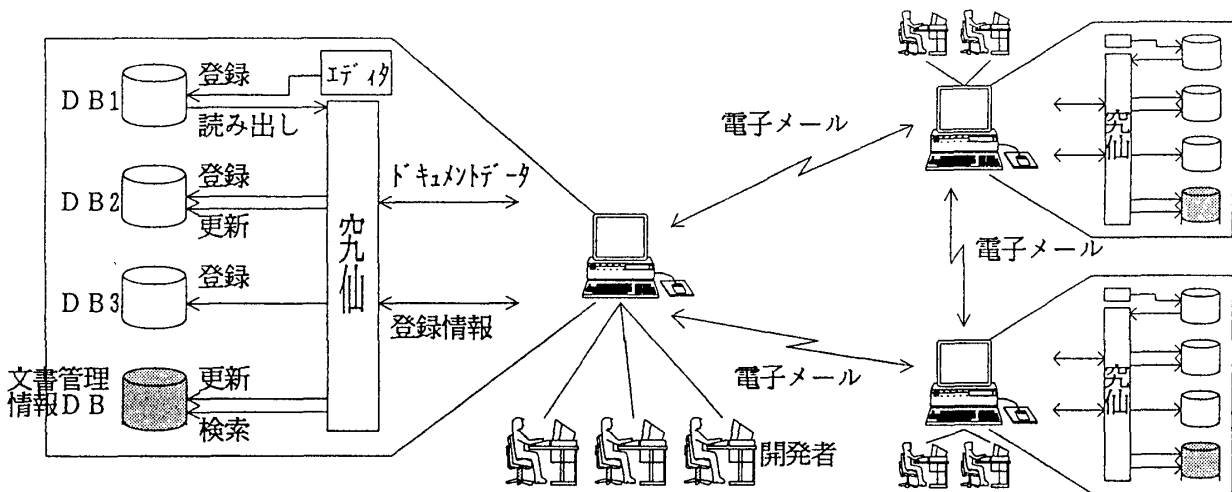 エディタ
登録
DB1
読み出し
登録
DB2
更新
ドキュメントデータ
究仙
登録
DB3
登録情報
文書管理
情報DB
更新
検索
開発者
電子メール
電子メール
電子メール
究仙
究仙